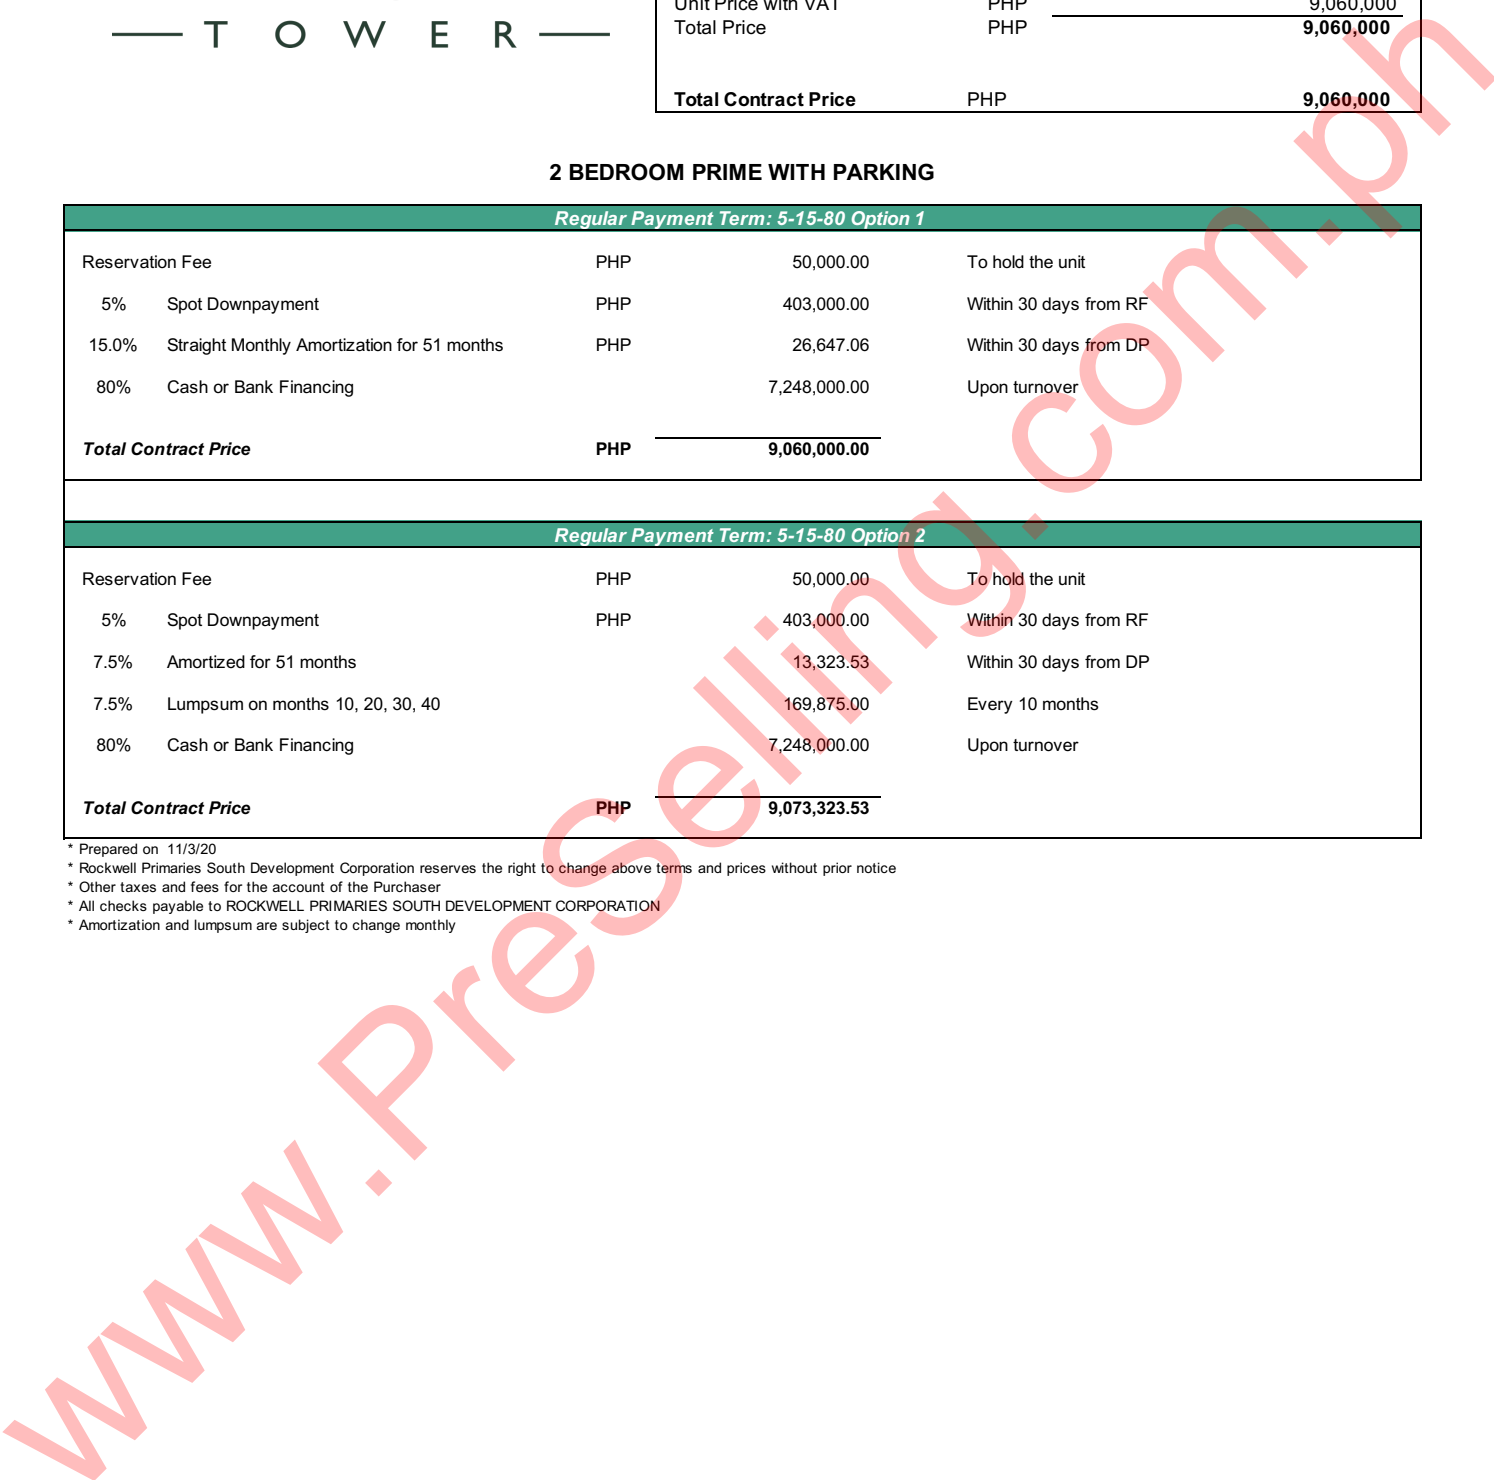 Unit Price with VAT PHP 9,060,000
TOWER
Total Price PHP 9,060,000
Total Contract Price PHP 9,060,000
2 BEDROOM PRIME WITH PARKING
Regular Payment Term: 5-15-80 Option 1
Reservation Fee PHP 50,000.00 To hold the unit
5% Spot Downpayment PHP 403,000.00 Within 30 days from RF
15.0% Straight Monthly Amortization for 51 months PHP 26,647.06 Within 30 days from DP
80% Cash or Bank Financing 7,248,000.00 Upon turnover
Total Contract Price PHP 9,060,000.00
Regular Payment Term: 5-15-80 Option 2
Reservation Fee PHP 50,000.00 To hold the unit
5% Spot Downpayment PHP 403,000.00 Within 30 days from RF
7.5% Amortized for 51 months 13,323.53 Within 30 days from DP
7.5% Lumpsum on months 10, 20, 30, 40 169,875.00 Every 10 months
80% Cash or Bank Financing 7,248,000.00 Upon turnover
Total Contract Price PHP 9,073,323.53
* Prepared on 11/3/20
* Rockwell Primaries South Development Corporation reserves the right to change above terms and prices without prior notice
* Other taxes and fees for the account of the Purchaser
* All checks payable to ROCKWELL PRIMARIES SOUTH DEVELOPMENT CORPORATION
* Amortization and lumpsum are subject to change monthly
www.PreSelling.com.ph